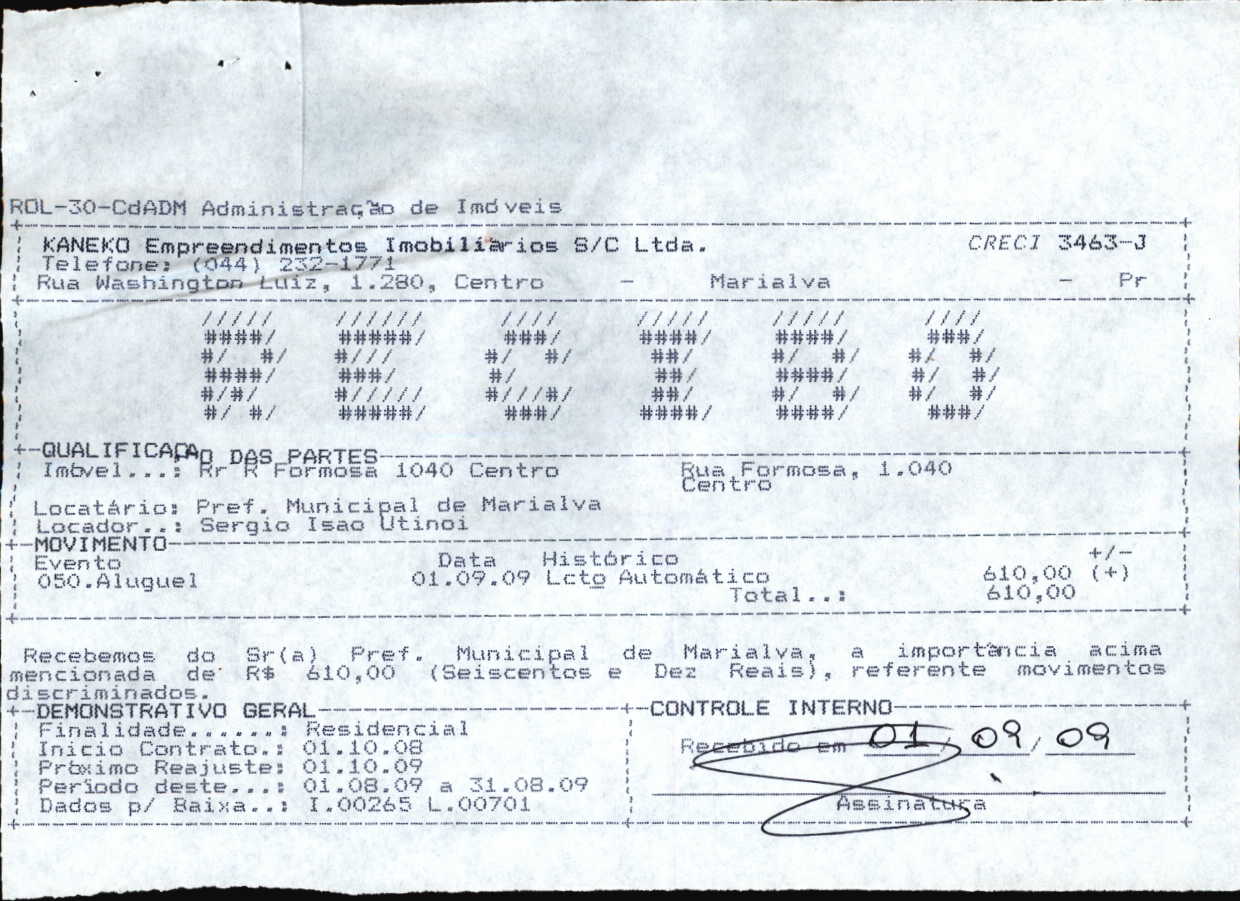 ROL-30-CdADM Administração de Imóveis
KANEKO Empreendimentos Imobiliários S/C Ltda. CRECI 3463-J
Telefone: (044) 232-1771
Rua Washington Luiz, 1.280, Centro - Marialva - Pr
RECIBO
QUALIFICAÇAO DAS PARTES
Imóvel...: Rr R Formosa 1040 Centro Rua Formosa, 1.040
Centro
Locatário: Pref. Municipal de Marialva
Locador..: Sergio Isao Utinoi
MOVIMENTO
Evento Data Histórico +/-
050.Aluguel 01.09.09 Lcto Automático 610,00 (+)
Total..: 610,00
Recebemos do Sr(a) Pref. Municipal de Marialva, a importância acima
mencionada de R$ 610,00 (Seiscentos e Dez Reais), referente movimentos
discriminados.
DEMONSTRATIVO GERAL
Finalidade......: Residencial
Inicio Contrato.: 01.10.08
Próximo Reajuste: 01.10.09
Período deste...: 01.08.09 a 31.08.09
Dados p/ Baixa..: I.00265 L.00701
CONTROLE INTERNO
Recebido em 01/09/09
Assinatura